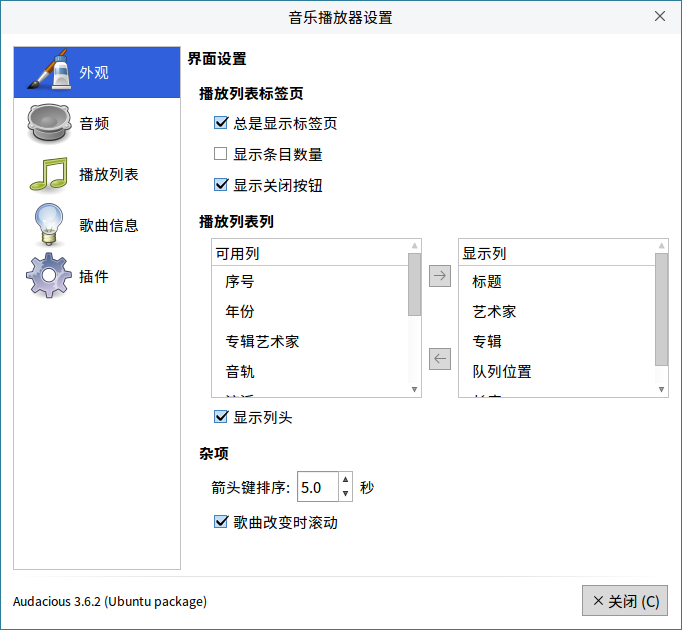 音乐播放器设置
外观
音频
播放列表
歌曲信息
插件
界面设置
播放列表标签页
总是显示标签页
显示条目数量
显示关闭按钮
播放列表列
可用列
序号
年份
专辑艺术家
音轨
显示列
标题
艺术家
专辑
队列位置
显示列头
杂项
箭头键排序: 5.0 秒
歌曲改变时滚动
Audacious 3.6.2 (Ubuntu package)
关闭 (C)